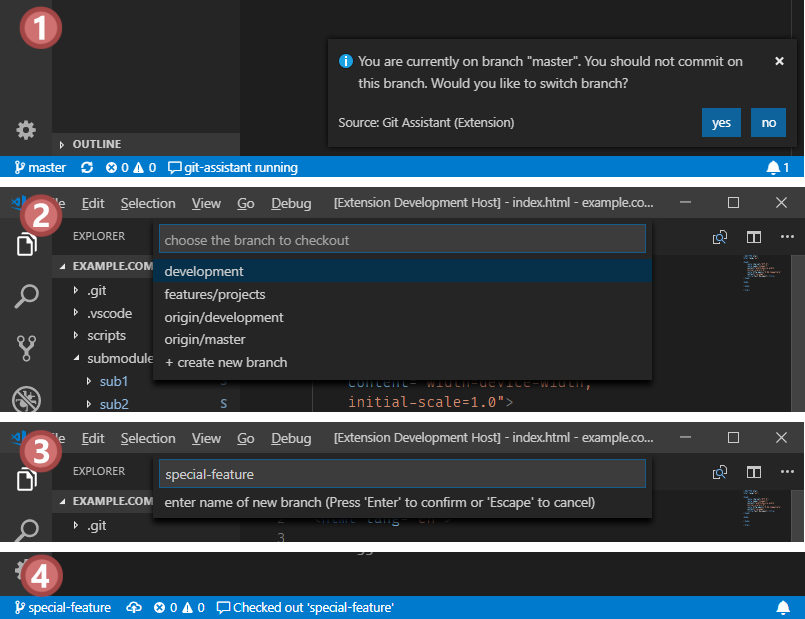 1
You are currently on branch "master". You should not commit on
this branch. Would you like to switch branch?
Source: Git Assistant (Extension)
yes
no
OUTLINE
master
0
0
git-assistant running
1
2
Edit
Selection
View
Go
Debug
[Extension Development Host] - index.html - example.co...
EXPLORER
choose the branch to checkout
EXAMPLE.COM
development
.git
features/projects
.vscode
origin/development
scripts
origin/master
submodule
+ create new branch
sub1
sub2
S
content="width=device-width,
initial-scale=1.0">
3
Edit
Selection
View
Go
Debug
[Extension Development Host] - index.html - example.co...
EXPLORER
special-feature
EXAMPLE.COM
enter name of new branch (Press 'Enter' to confirm or 'Escape' to cancel)
.git
2
<html lang="en">
3
4
special-feature
0
0
Checked out 'special-feature'